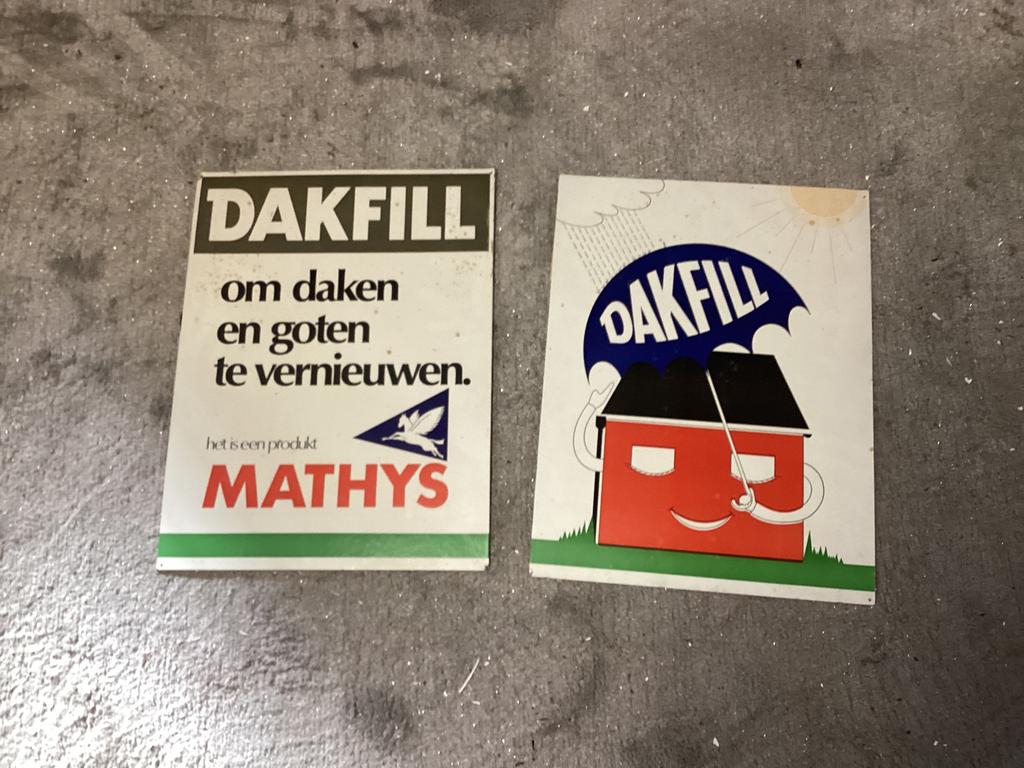 DAKFILL
om daken
en goten
te vernieuwen.
het is een produkt
MATHYS
DAKFILL